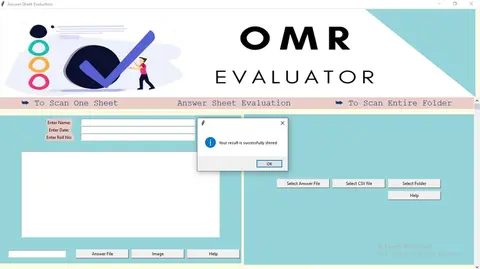 Answer Sheet Evaluation
OMR
EVALUATOR
To Scan One Sheet
Answer Sheet Evaluation
To Scan Entire Folder
Enter Name:
Enter Date:
Enter Roll No:
Your result is successfully stored
OK
Select Answer File
Select CSV file
Select Folder
Help
Answer File
Image
Help